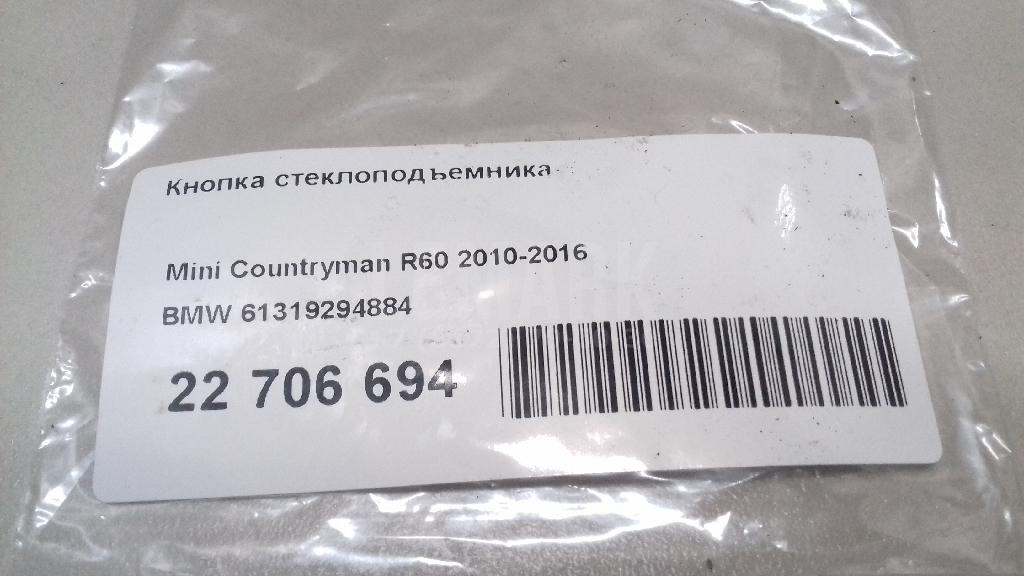 Кнопка стеклоподъемника
Mini Countryman R60 2010-2016
BMW 61319294884
22 706 694